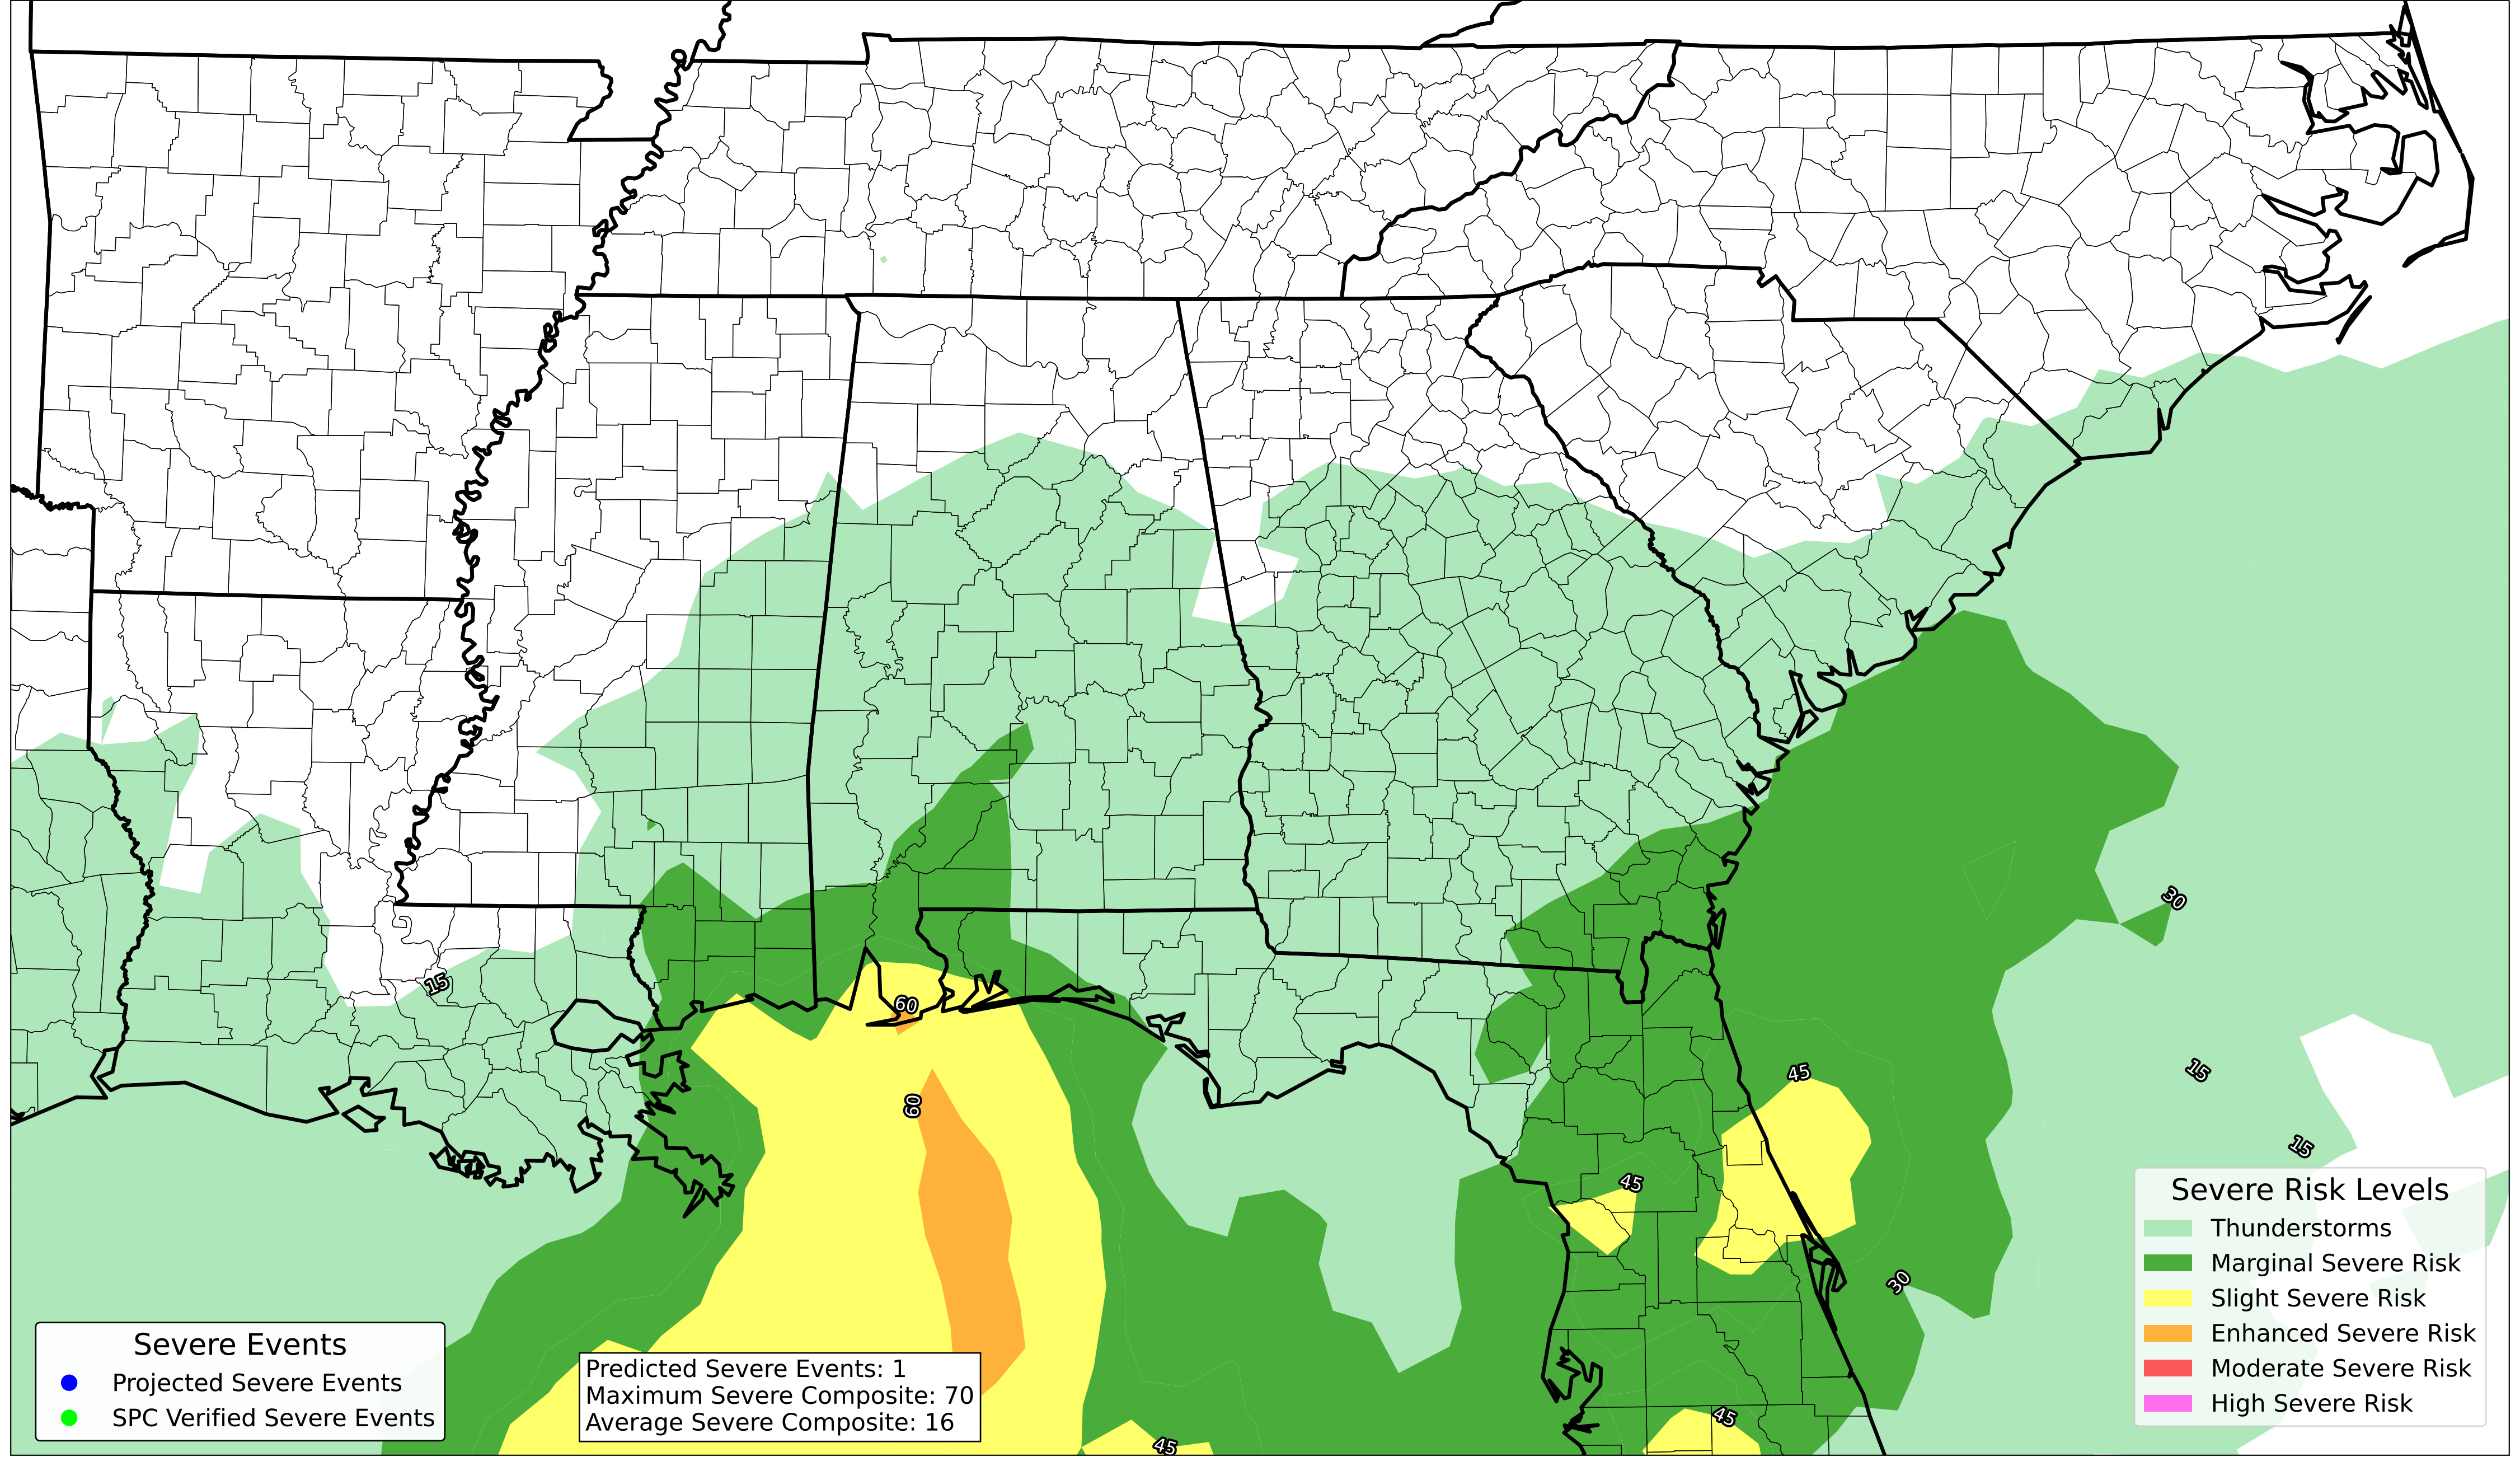 30
15
60
15
45
60
15
45
30
45
45
Severe Risk Levels
Thunderstorms
Marginal Severe Risk
Slight Severe Risk
Enhanced Severe Risk
Moderate Severe Risk
High Severe Risk
Severe Events
Projected Severe Events
SPC Verified Severe Events
Predicted Severe Events: 1
Maximum Severe Composite: 70
Average Severe Composite: 16